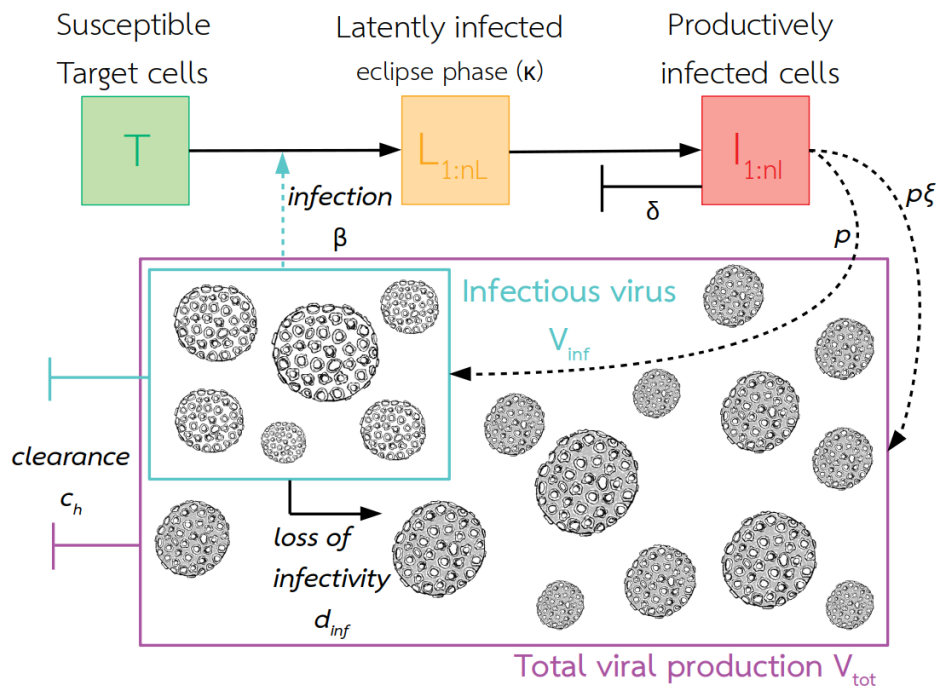 Susceptible
Target cells
Latently infected
eclipse phase (κ)
Productively
infected cells
T
L1:nL
I1:nI
infection
β
δ
p
pξ
Infectious virus
Vinf
clearance
ch
loss of
infectivity
dinf
Total viral production Vtot